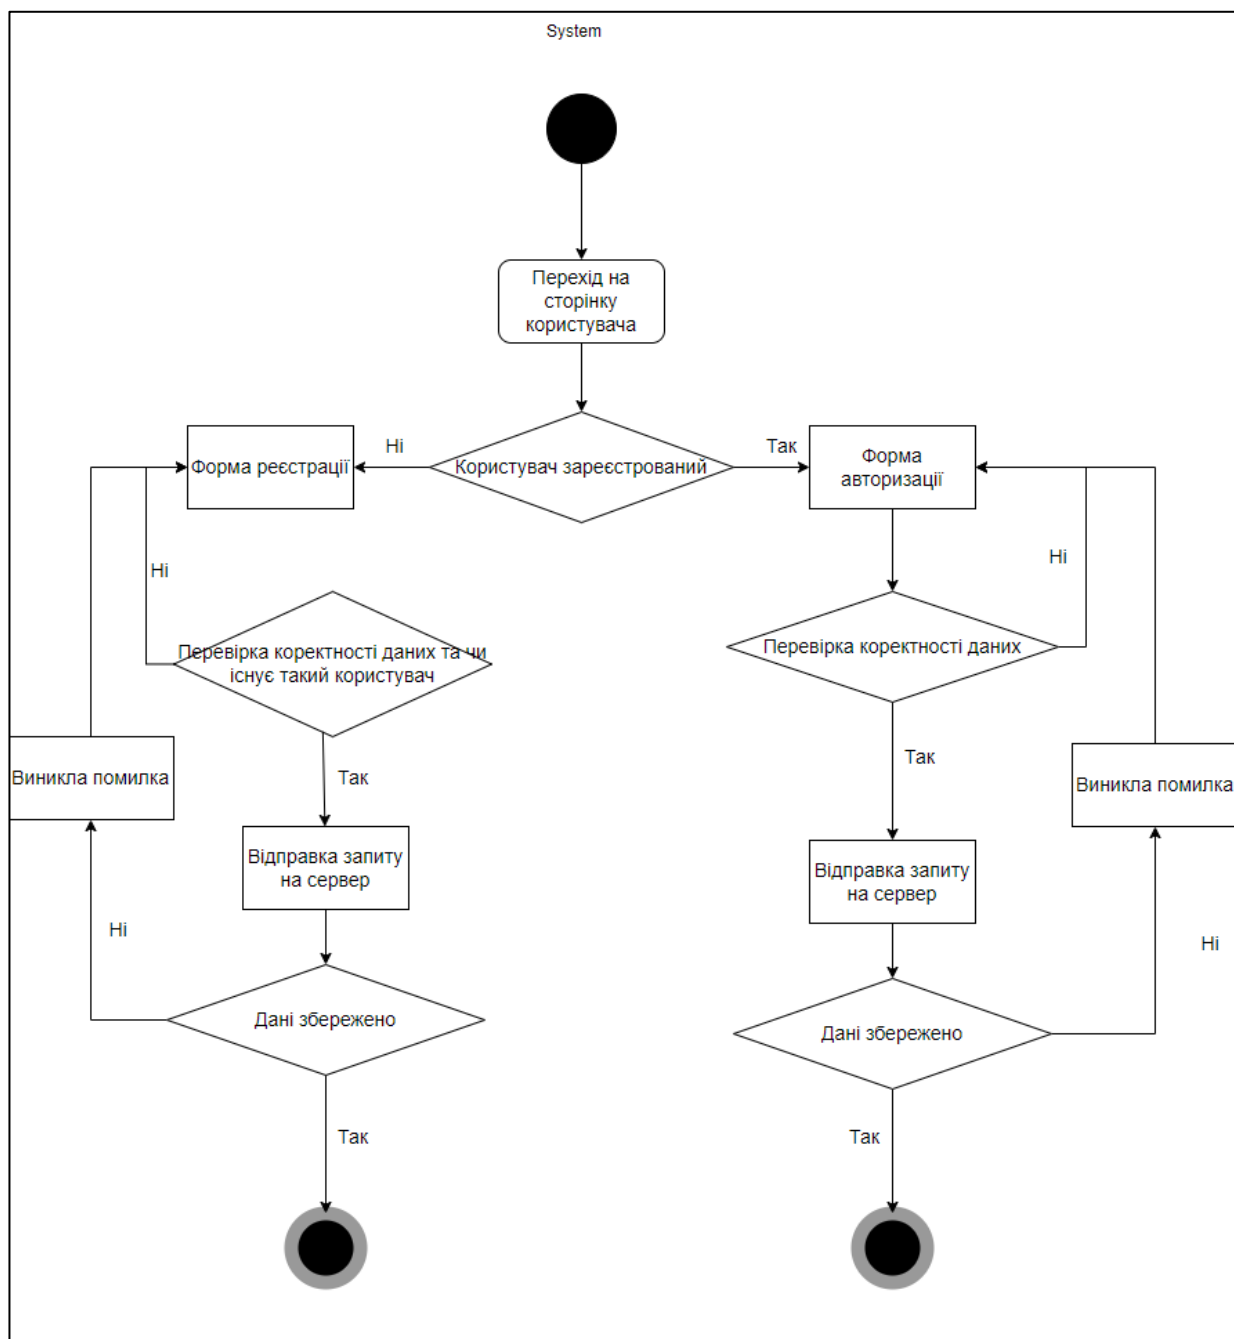 System
Перехід на
сторінку
користувача
Ні
Користувач зареєстрований
Так
Форма реєстрації
Форма
авторизації
Ні
Ні
Перевірка коректності даних та чи
існує такий користувач
Перевірка коректності даних
Так
Так
Виникла помилка
Виникла помилка
Відправка запиту
на сервер
Відправка запиту
на сервер
Ні
Ні
Дані збережено
Дані збережено
Так
Так